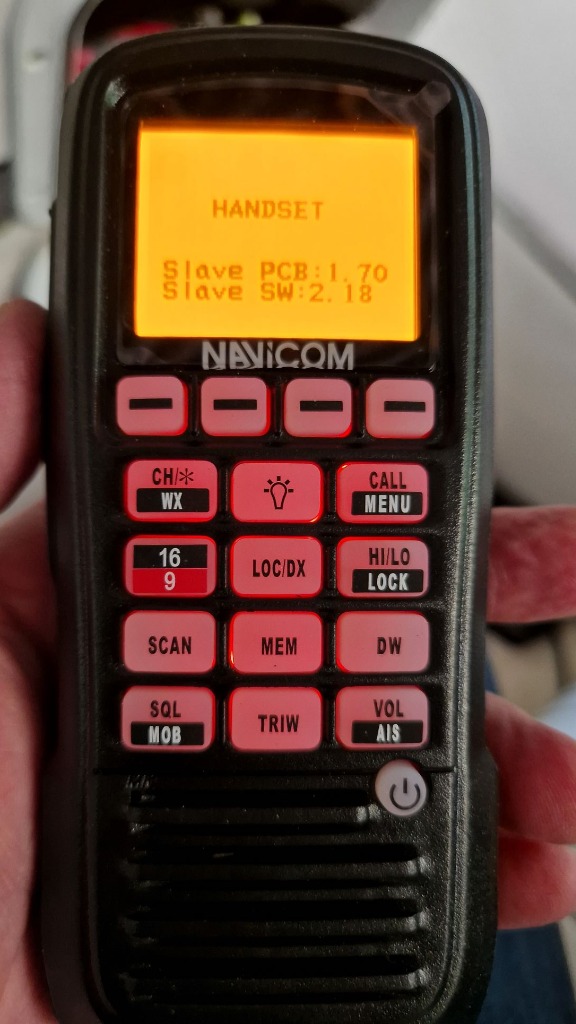 HANDSET
Slave PCB:1.70
Slave SW:2.18
NAVICOM
CH/* CALL
WX MENU
16 LOC/DX HI/LO
9 LOCK
SCAN MEM DW
SQL TRIW VOL
MOB AIS